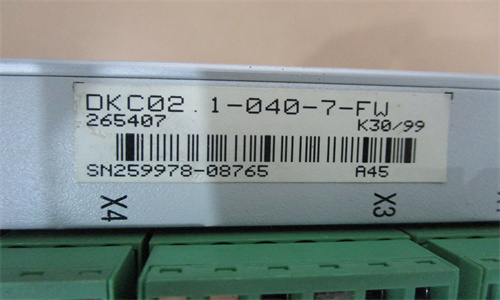 DKC02.1-040-7-FW
265407 K30/99
SN259978-08765 A45
X4 X3